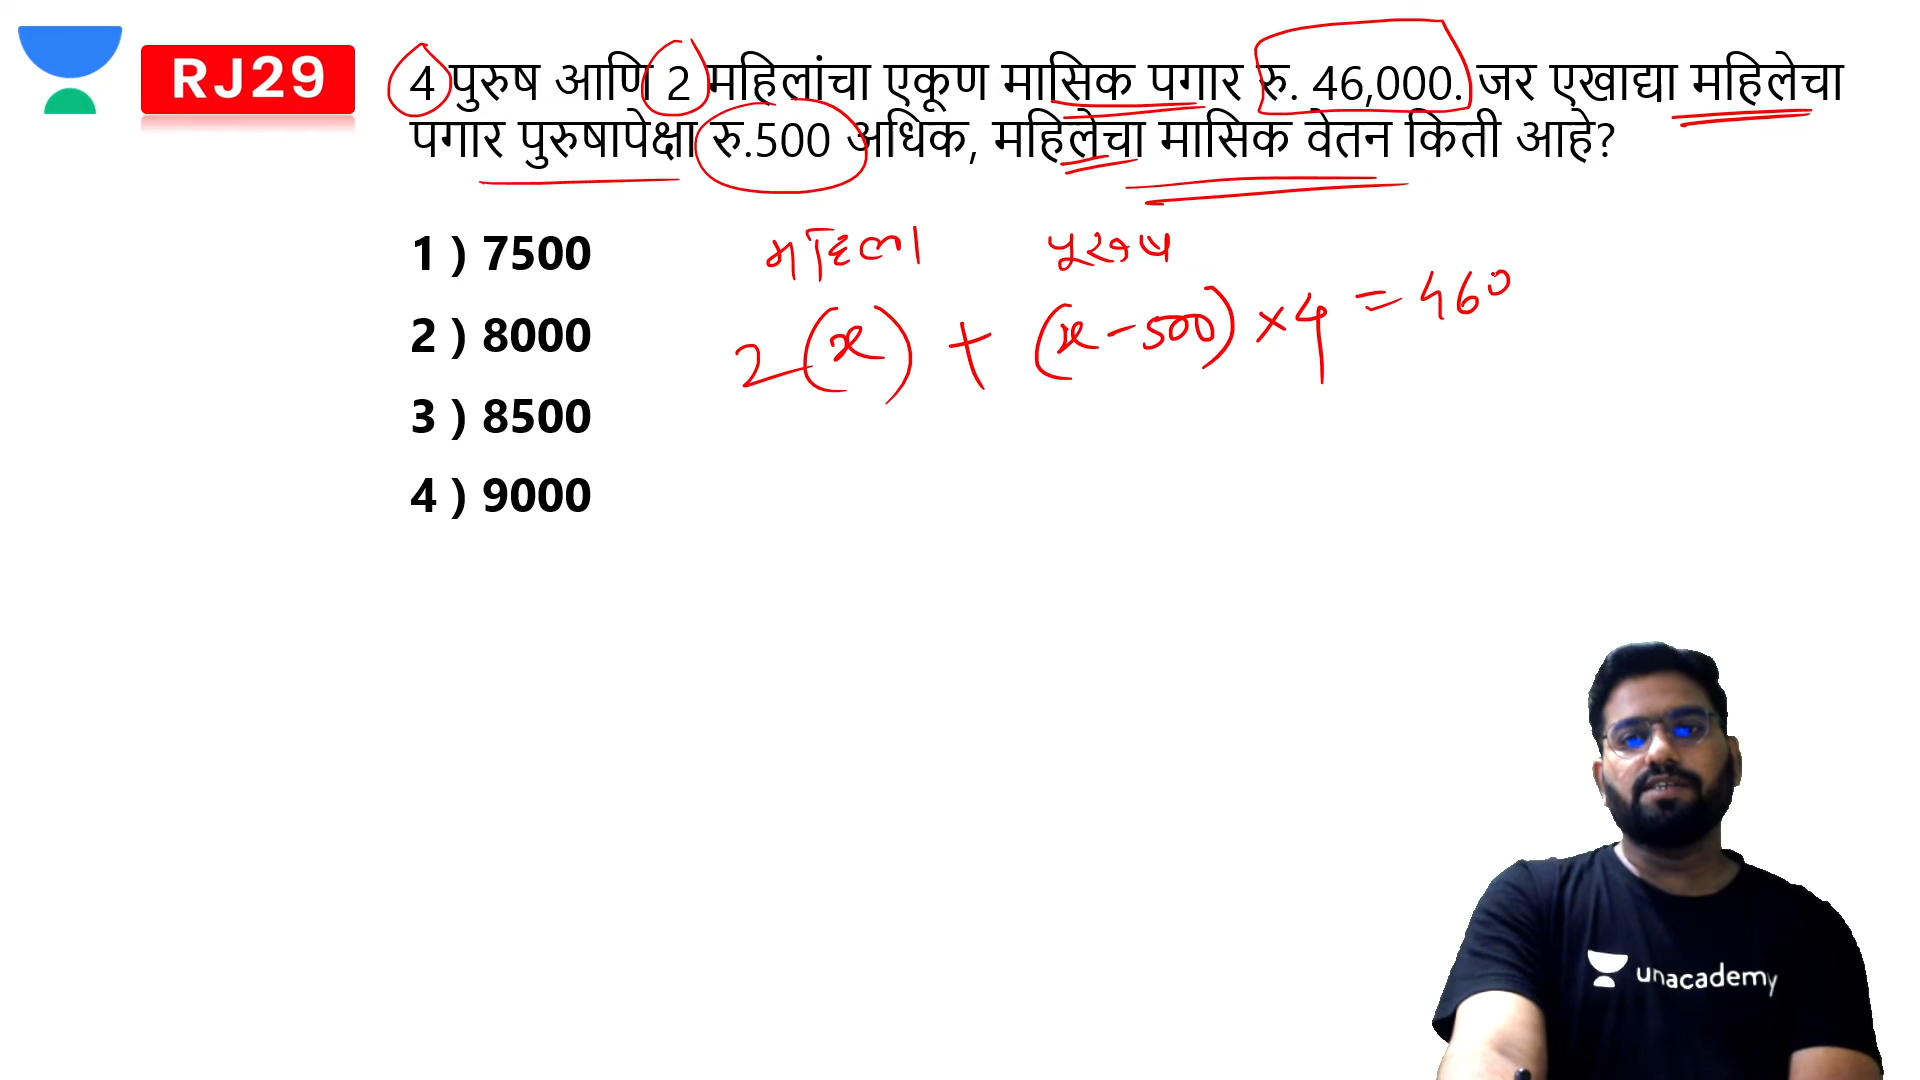 RJ29
4 पुरुष आणि 2 महिलांचा एकूण मासिक पगार रु. 46,000. जर एखाद्या महिलेचा
पगार पुरुषापेक्षा रु.500 अधिक, महिलेचा मासिक वेतन किती आहे?
1 ) 7500
2 ) 8000
3 ) 8500
4 ) 9000
महिला पुरुष
2(x) + (x-500) ×4 = 460
unacademy